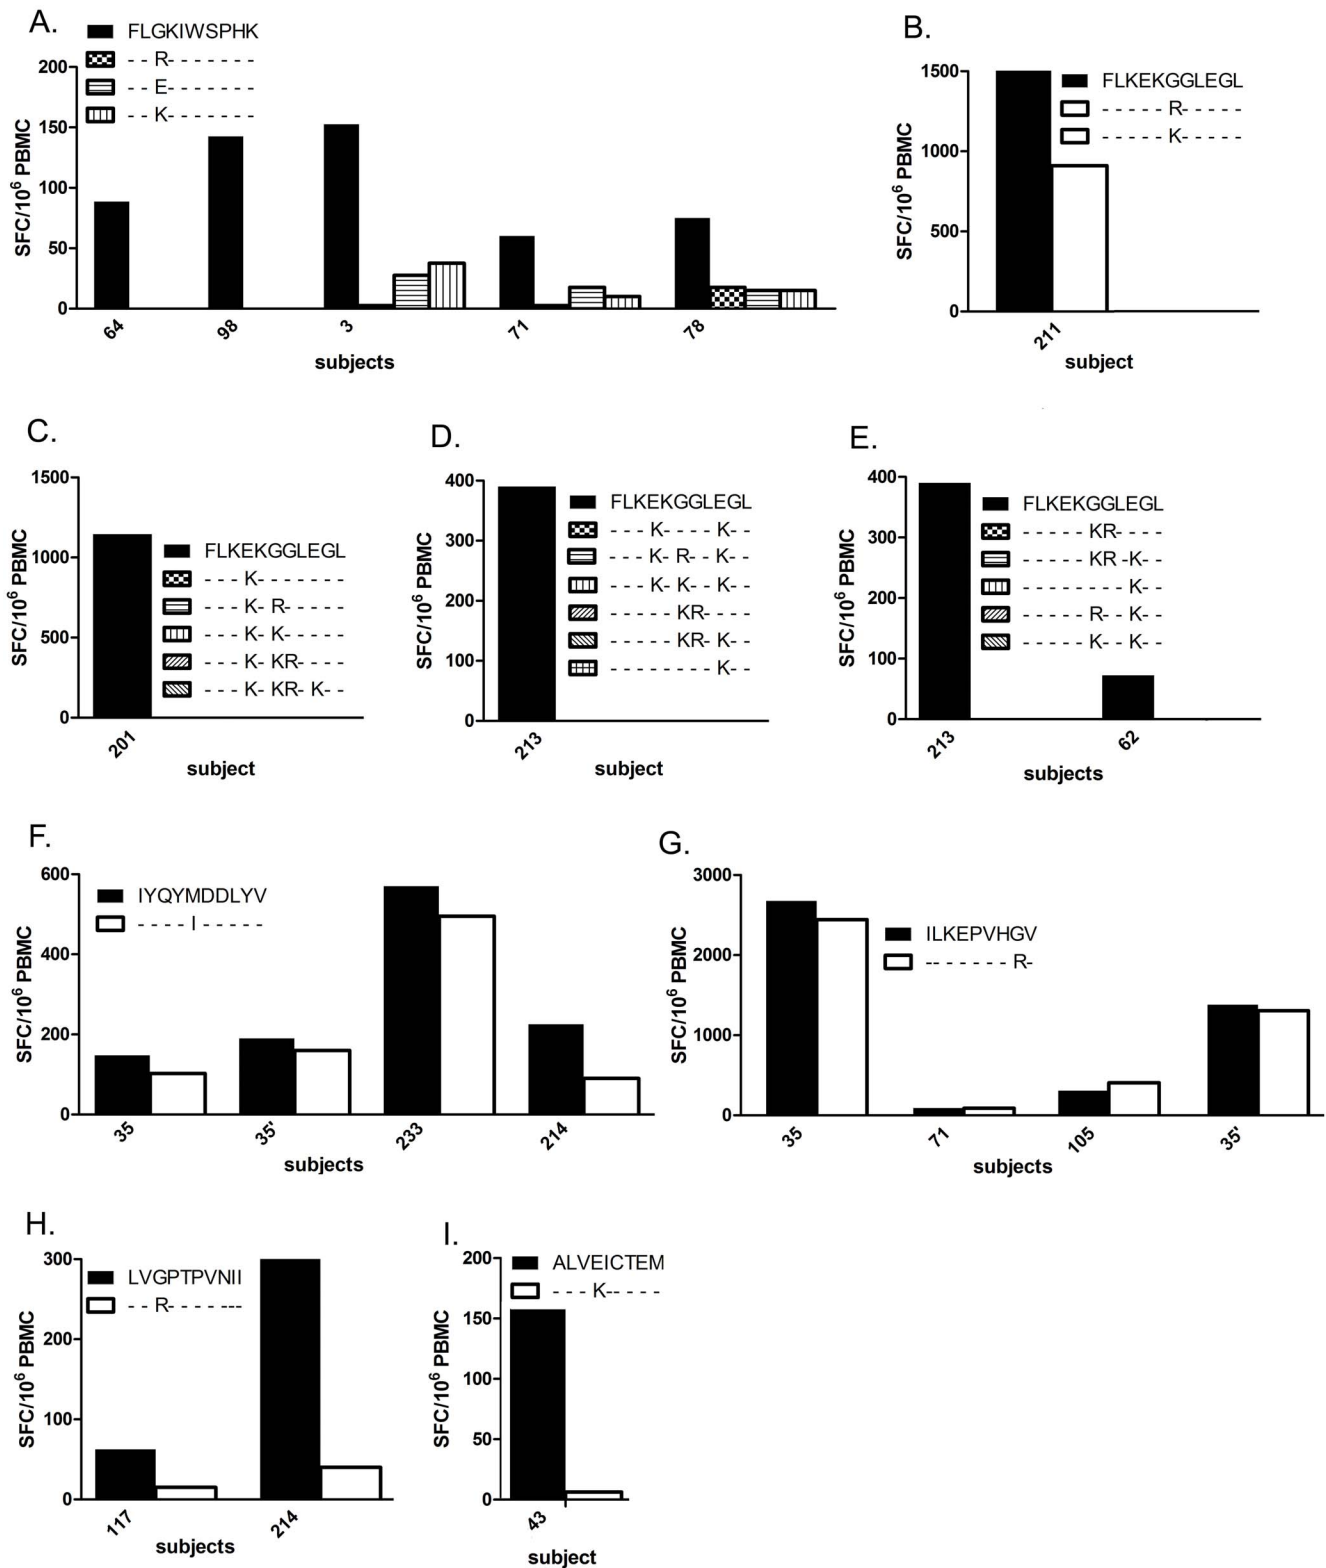 A.
FLGKIWSPHK
- - R- - - - - - -
- - E- - - - - - -
- - K- - - - - - -
SFC/10⁶ PBMC
200
150
100
50
0
64 98 3 71 78
subjects
B.
FLKEKGGLEGL
- - - - - R- - - - -
- - - - - K- - - - -
SFC/10⁶ PBMC
1500
1000
500
0
211
subject
C.
SFC/10⁶ PBMC
1500
1000
500
0
FLKEKGGLEGL
- - - K- - - - - - -
- - - K- R- - - - - -
- - - K- K- - - - - -
- - - K- KR- - - - -
- - - K- KR- K- -
201
subject
D.
SFC/10⁶ PBMC
400
300
200
100
0
FLKEKGGLEGL
- - - - K- - - - K- -
- - - - K- R- - K- -
- - - - K- K- - K- -
- - - - - - KR- - - -
- - - - - - KR- K- -
- - - - - - - - - K- -
213
subject
E.
SFC/10⁶ PBMC
400
300
200
100
0
FLKEKGGLEGL
- - - - - KR- - - -
- - - - - KR -K- -
- - - - - - - - K- -
- - - - - R- - K- -
- - - - - K- - K- -
213 62
subjects
F.
SFC/10⁶ PBMC
600
400
200
0
IYQYMDDLYV
- - - - I - - - - - -
35 35' 233 214
subjects
G.
SFC/10⁶ PBMC
3000
2000
1000
0
ILKEPVHGV
-- - - - - - R-
35 71 105 35'
subjects
H.
SFC/10⁶ PBMC
300
200
100
0
LVGPTPVNII
- - R- - - - ---
117 214
subjects
I.
SFC/10⁶ PBMC
200
150
100
50
0
ALVEICTEM
- - - K-- - - -
43
subject